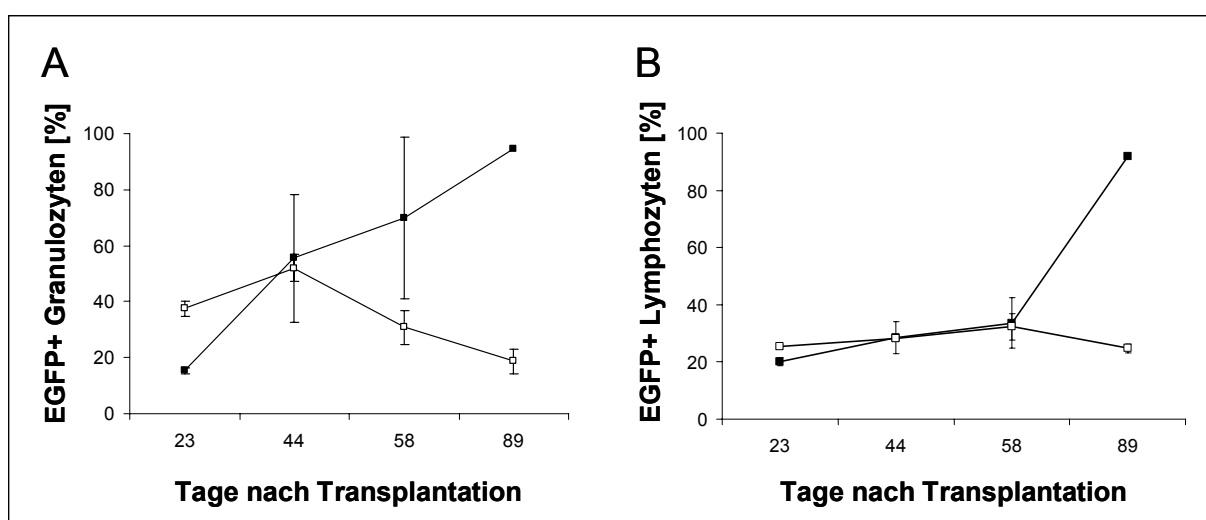 A
EGFP+ Granulozyten [%]
100
80
60
40
20
0
23 44 58 89
Tage nach Transplantation
B
EGFP+ Lymphozyten [%]
100
80
60
40
20
0
23 44 58 89
Tage nach Transplantation